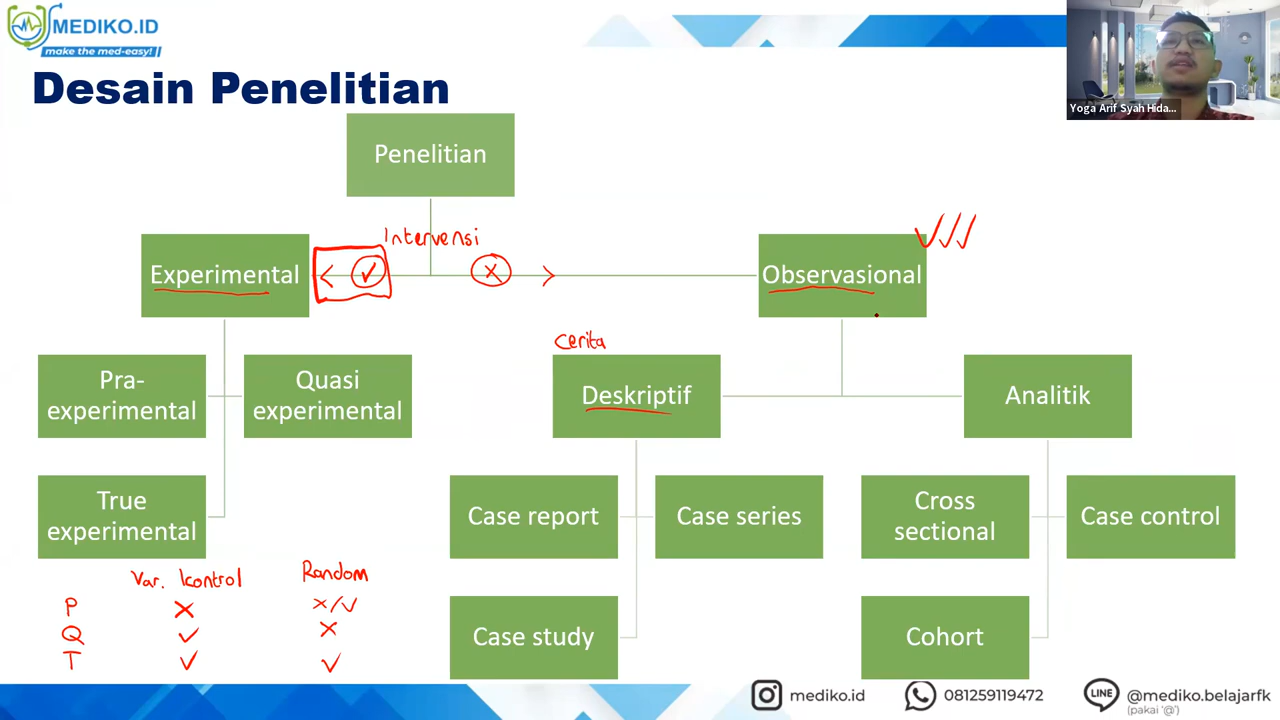 MEDIKO.ID
make the med-easy!
Yoga Arif Syah Hida...
Desain Penelitian
Penelitian
Intervensi
Experimental
Observasional
Cerita
Pra-
experimental
Quasi
experimental
Deskriptif
Analitik
True
experimental
Case report
Case series
Cross
sectional
Case control
Var. kontrol Random
P X X/✓
Q ✓ X
T ✓ ✓
Case study
Cohort
mediko.id
081259119472
LINE
@mediko.belajarfk
(pakai '@')